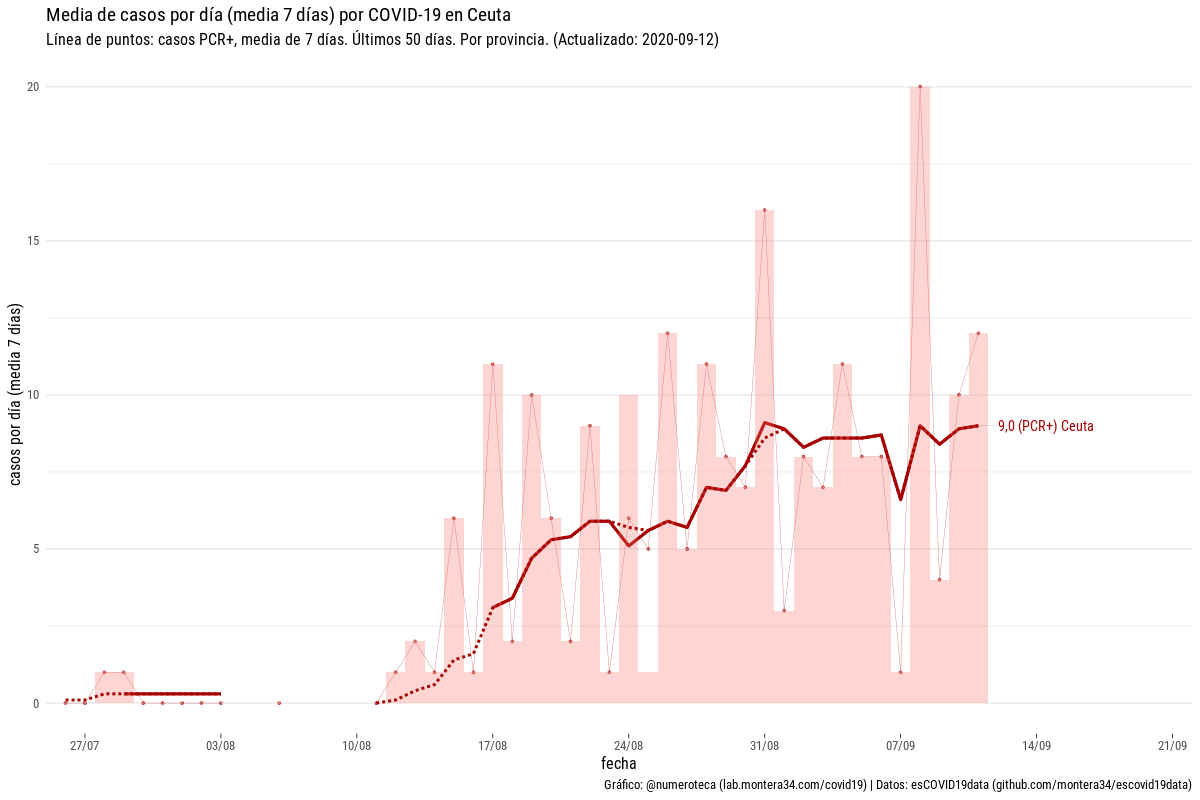 Media de casos por día (media 7 días) por COVID-19 en Ceuta
Línea de puntos: casos PCR+, media de 7 días. Últimos 50 días. Por provincia. (Actualizado: 2020-09-12)
casos por día (media 7 días)
20
15
10
5
0
9,0 (PCR+) Ceuta
27/07
03/08
10/08
17/08
24/08
31/08
07/09
14/09
21/09
fecha
Gráfico: @numeroteca (lab.montera34.com/covid19) | Datos: esCOVID19data (github.com/montera34/escovid19data)